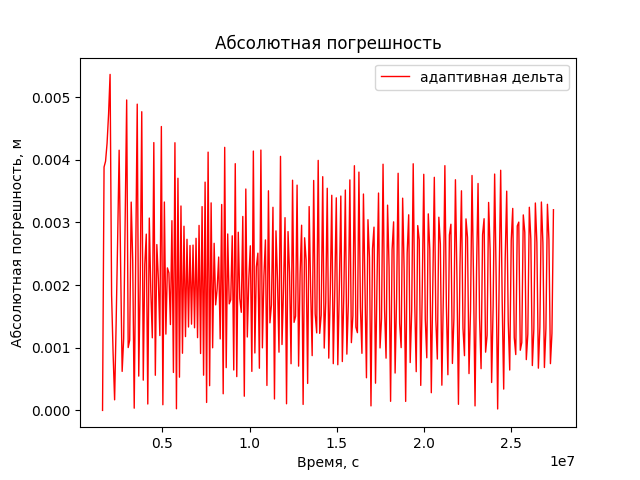 Абсолютная погрешность
адаптивная дельта
Абсолютная погрешность, м
0.005
0.004
0.003
0.002
0.001
0.000
0.5 1.0 1.5 2.0 2.5
1e7
Время, с